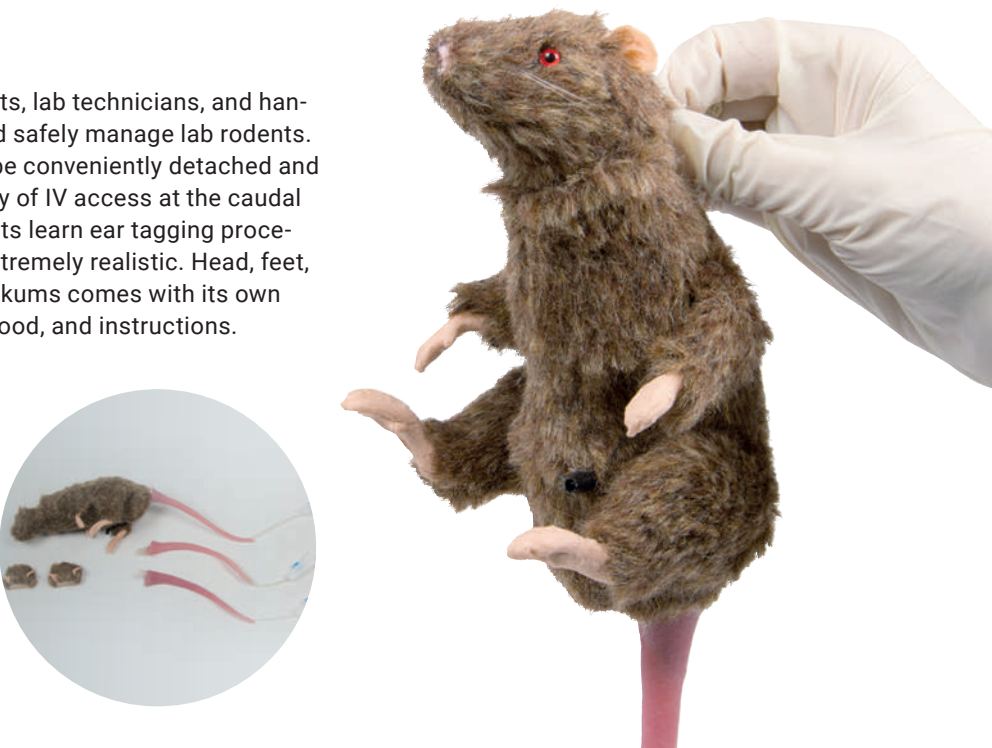 ts, lab technicians, and han-
d safely manage lab rodents.
be conveniently detached and
y of IV access at the caudal
ts learn ear tagging proce-
tremely realistic. Head, feet,
kums comes with its own
ood, and instructions.